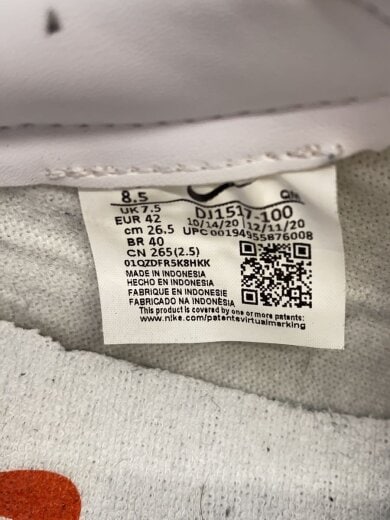 8.5
UK 7.5
EUR 42
cm 26.5
BR 40
CN 265(2.5)
DJ1517-100
10/14/20 12/11/20
UPC 00194955876008
01QZDFR5K8HKK
MADE IN INDONESIA
HECHO EN INDONESIA
FABRIQUE EN INDONESIE
FABRICADO NA INDONÈSIA
This product is covered by one or more patents:
www.nike.com/patentsvirtualmarking